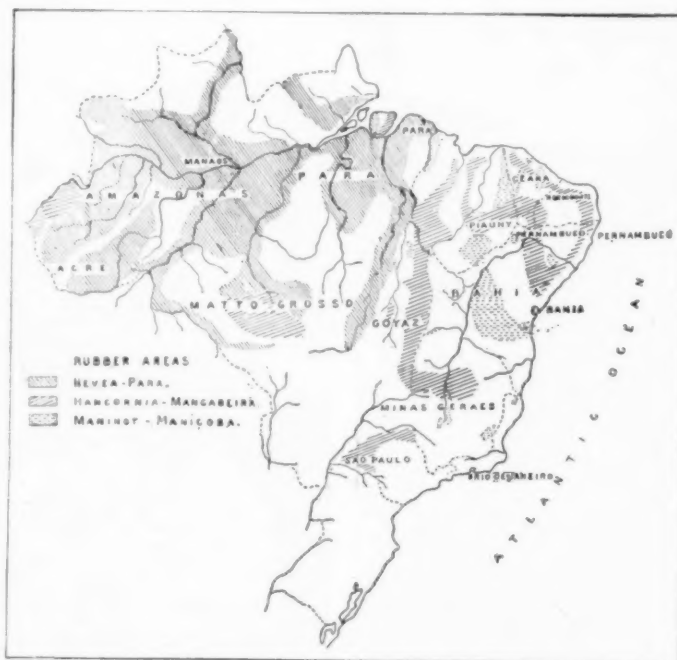 MANAOS
PARA
PARA
AMAZONAS
CEARA
PIAUHY
PERNAMBUCO
PERNAMBUCO
ACRE
MATTO-GROSSO
BAHIA
BAHIA
GOYAZ
RUBBER AREAS
HEVEA-PARA.
HANCORNIA-MANGABEIRA.
MANIHOT-MANIÇOBA.
MINAS GERAES
SÃO PAULO
RIO DE JANEIRO
ATLANTIC OCEAN